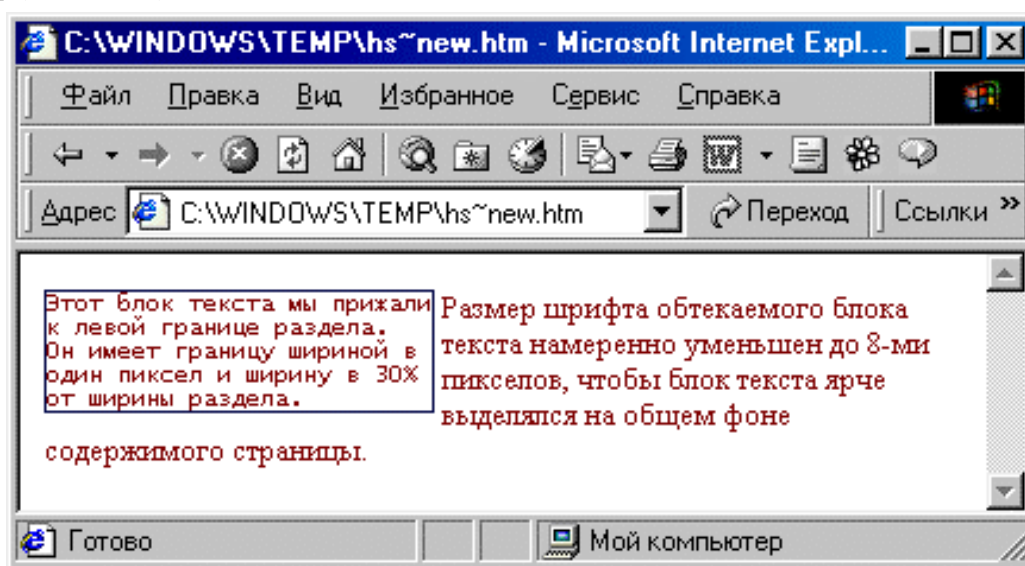 C:\WINDOWS\TEMP\hs~new.htm - Microsoft Internet Expl...
Файл Правка Вид Избранное Сервис Справка
Адрес C:\WINDOWS\TEMP\hs~new.htm Переход Ссылки »
Этот блок текста мы прижали
к левой границе раздела.
Он имеет границу шириной в
один пиксел и ширину в 30%
от ширины раздела.
Размер шрифта обтекаемого блока
текста намеренно уменьшен до 8-ми
пикселов, чтобы блок текста ярче
выделялся на общем фоне
содержимого страницы.
Готово Мой компьютер